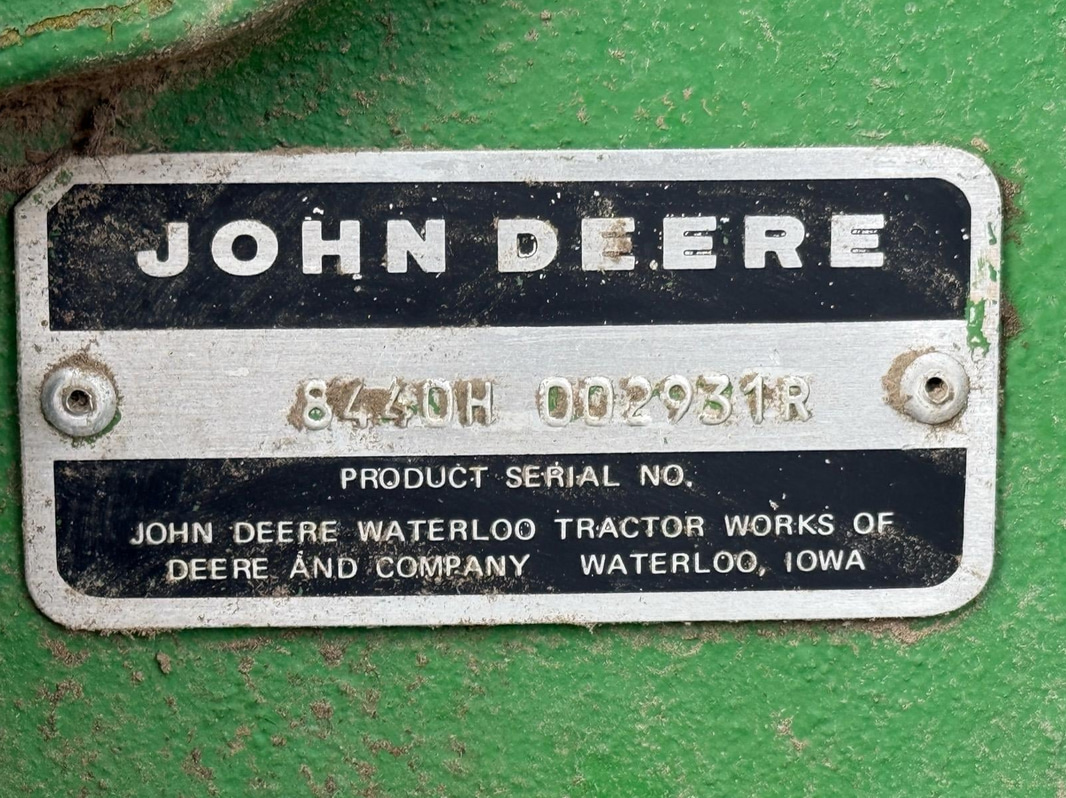 JOHN DEERE
8440H 002931R
PRODUCT SERIAL NO.
JOHN DEERE WATERLOO TRACTOR WORKS OF
DEERE AND COMPANY WATERLOO, IOWA